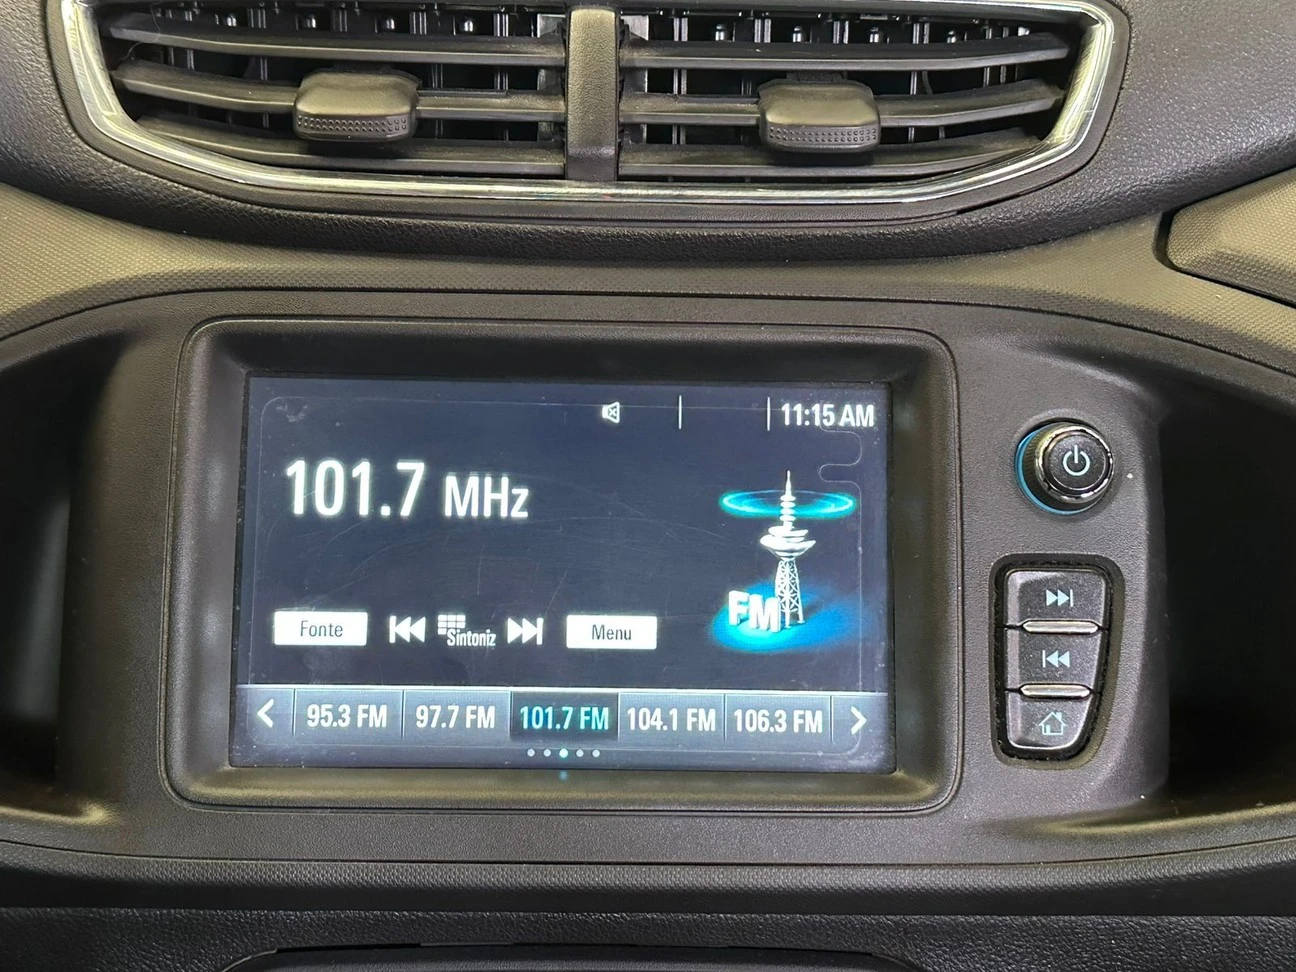 11:15 AM
101.7 MHz
FM
Fonte
Sintoniz
Menu
95.3 FM 97.7 FM 101.7 FM 104.1 FM 106.3 FM